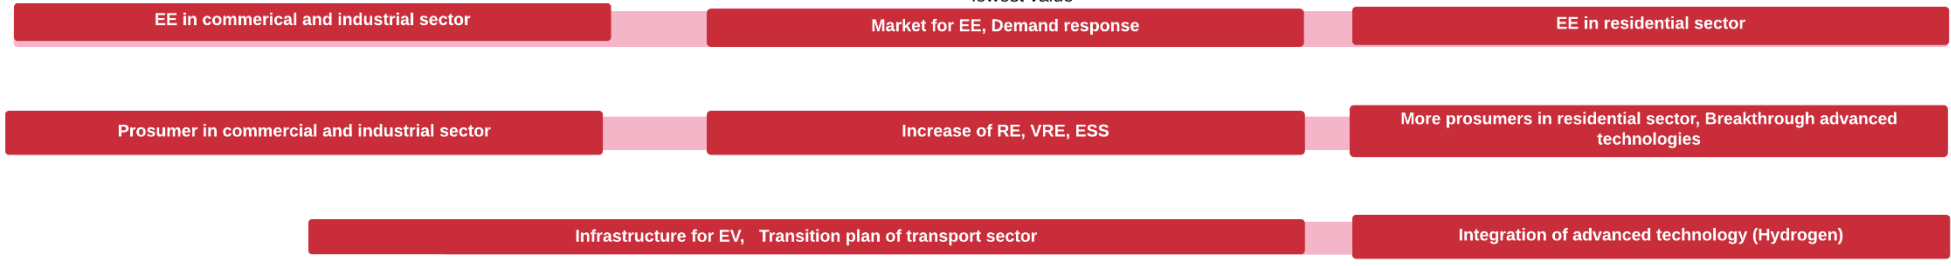 lowest value
EE in commerical and industrial sector
Market for EE, Demand response
EE in residential sector
Prosumer in commercial and industrial sector
Increase of RE, VRE, ESS
More prosumers in residential sector, Breakthrough advanced
technologies
Infrastructure for EV,   Transition plan of transport sector
Integration of advanced technology (Hydrogen)